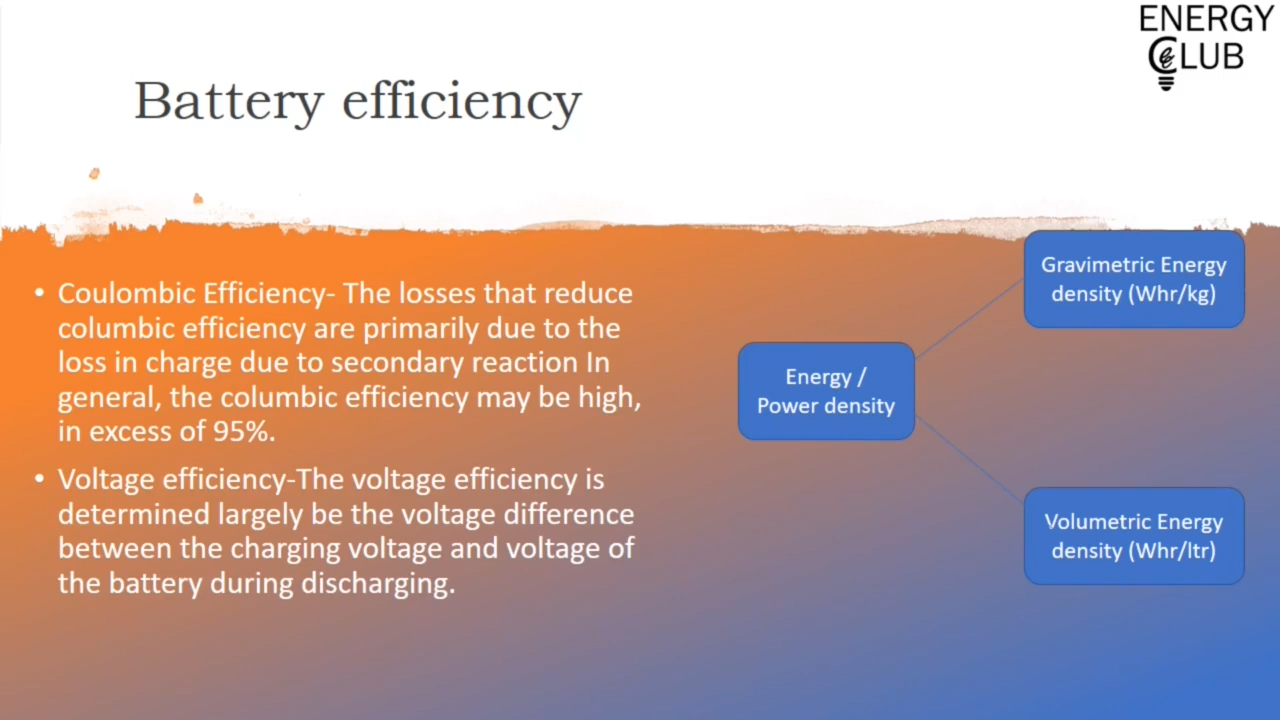 ENERGY
CLUB
Battery efficiency
• Coulombic Efficiency- The losses that reduce
columbic efficiency are primarily due to the
loss in charge due to secondary reaction In
general, the columbic efficiency may be high,
in excess of 95%.
• Voltage efficiency-The voltage efficiency is
determined largely be the voltage difference
between the charging voltage and voltage of
the battery during discharging.
Energy /
Power density
Gravimetric Energy
density (Whr/kg)
Volumetric Energy
density (Whr/ltr)